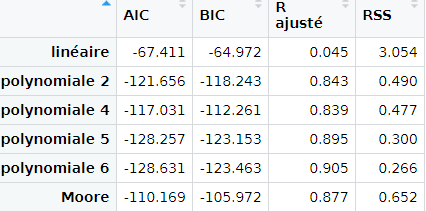 AIC BIC R ajusté RSS
linéaire -67.411 -64.972 0.045 3.054
polynomiale 2 -121.656 -118.243 0.843 0.490
polynomiale 4 -117.031 -112.261 0.839 0.477
polynomiale 5 -128.257 -123.153 0.895 0.300
polynomiale 6 -128.631 -123.463 0.905 0.266
Moore -110.169 -105.972 0.877 0.652